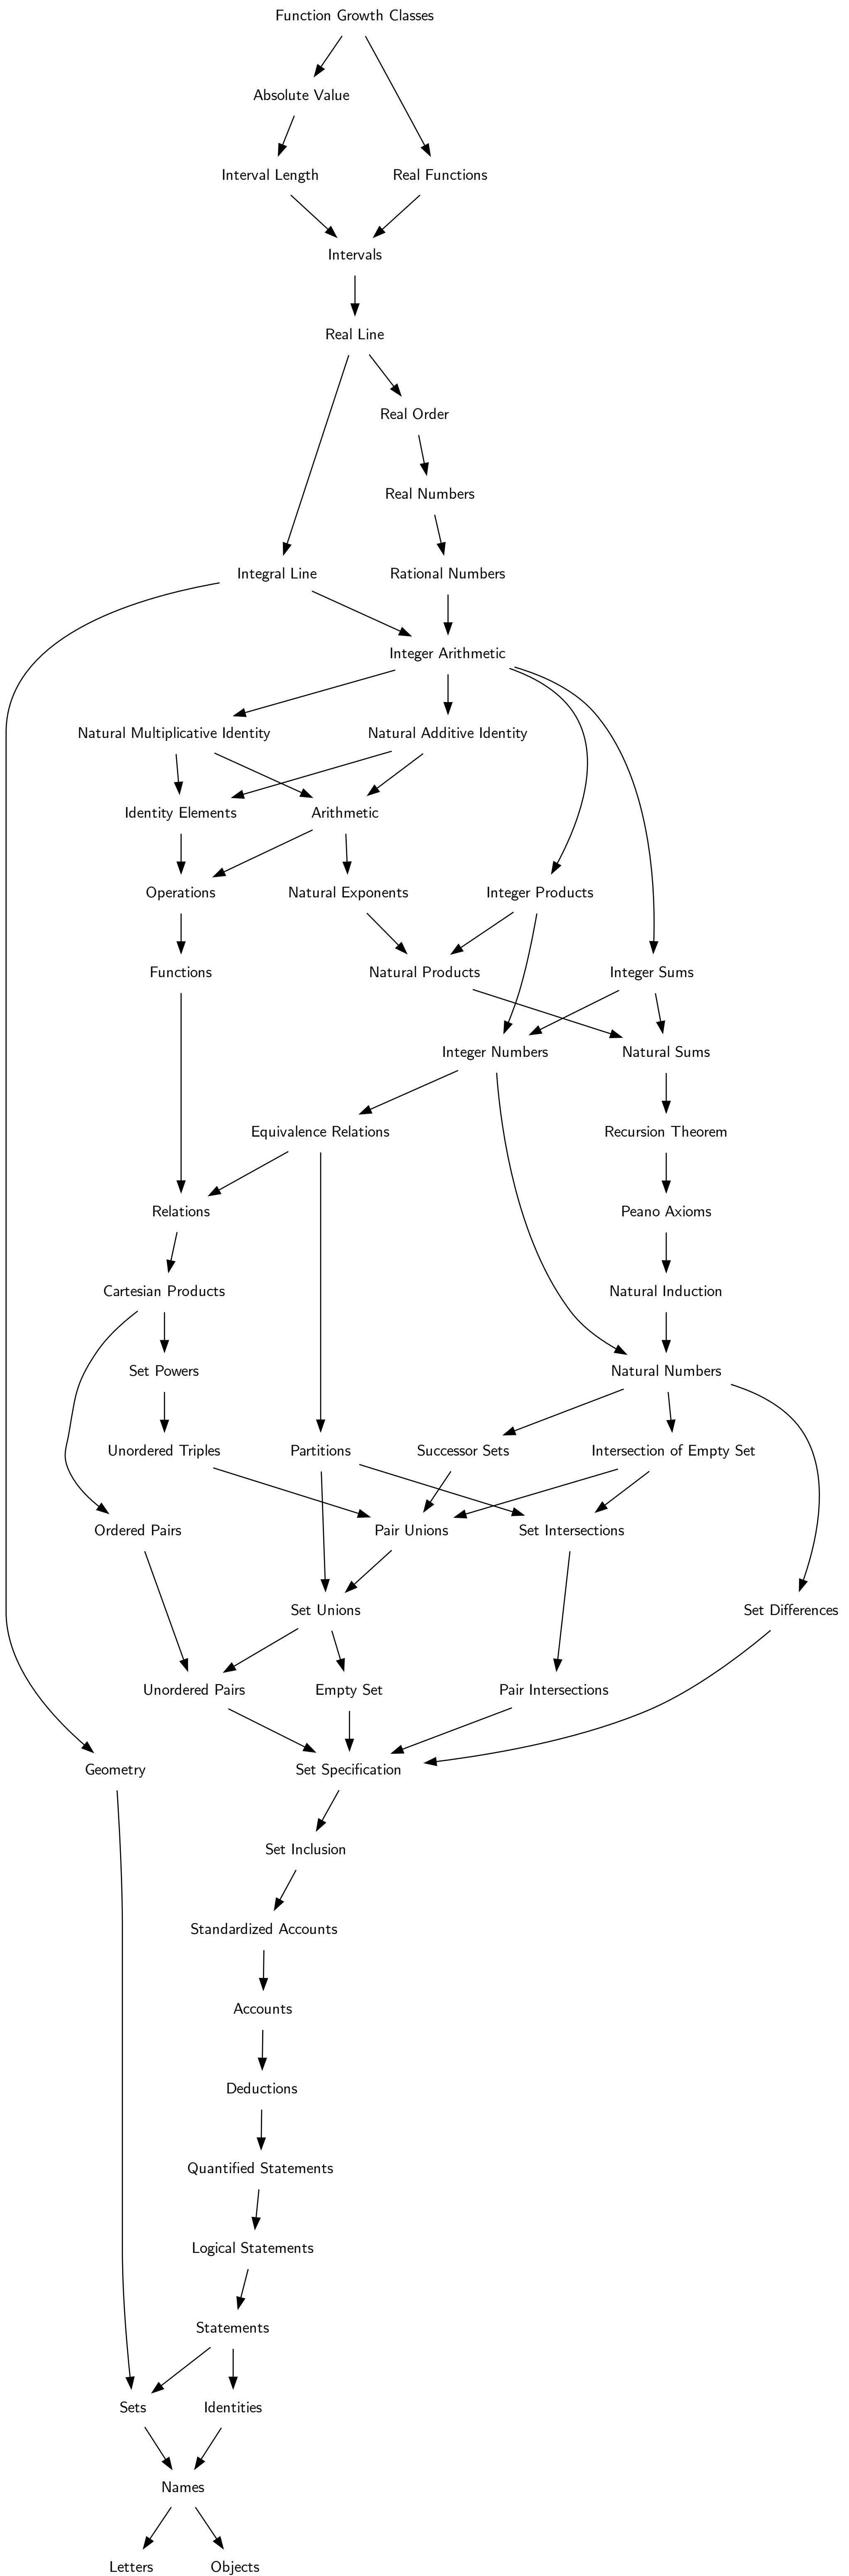 Function Growth Classes
Absolute Value
Interval Length
Real Functions
Intervals
Real Line
Real Order
Real Numbers
Integral Line
Rational Numbers
Integer Arithmetic
Natural Multiplicative Identity
Natural Additive Identity
Identity Elements
Arithmetic
Operations
Natural Exponents
Integer Products
Functions
Natural Products
Integer Sums
Integer Numbers
Natural Sums
Equivalence Relations
Recursion Theorem
Relations
Peano Axioms
Cartesian Products
Natural Induction
Set Powers
Natural Numbers
Unordered Triples
Partitions
Successor Sets
Intersection of Empty Set
Ordered Pairs
Pair Unions
Set Intersections
Set Unions
Set Differences
Unordered Pairs
Empty Set
Pair Intersections
Geometry
Set Specification
Set Inclusion
Standardized Accounts
Accounts
Deductions
Quantified Statements
Logical Statements
Statements
Sets
Identities
Names
Letters
Objects